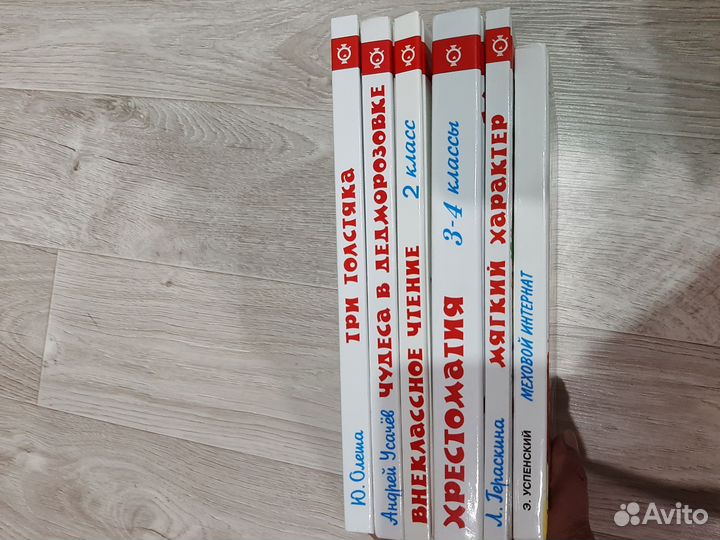 Ю. Олеша ТРИ ТОЛСТЯКА
Андрей Усачёв ЧУДЕСА В ДЕДМОРОЗОВКЕ
ВНЕКЛАССНОЕ ЧТЕНИЕ 2 класс
ХРЕСТОМАТИЯ 3-4 классы
Л. Гераскина МЯГКИЙ ХАРАКТЕР
Э. УСПЕНСКИЙ МЕХОВОЙ ИНТЕРНАТ
Avito